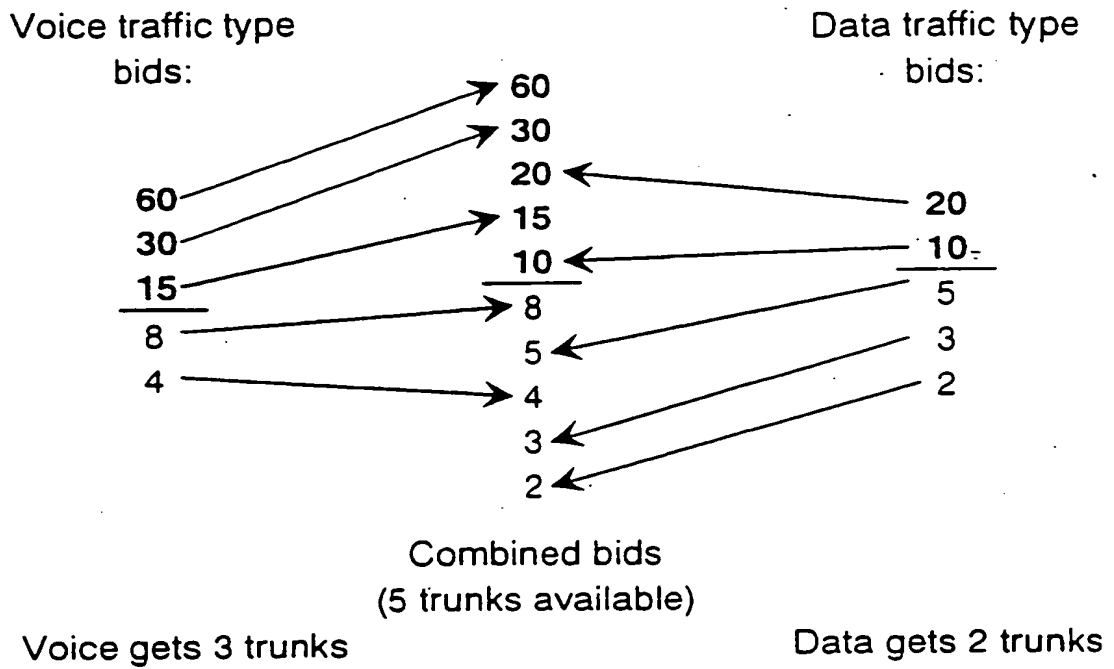 Voice traffic type
bids:
60
30
15
8
4
60
30
20
15
10
8
5
4
3
2
Data traffic type
bids:
20
10
5
3
2
Combined bids
(5 trunks available)
Voice gets 3 trunks
Data gets 2 trunks